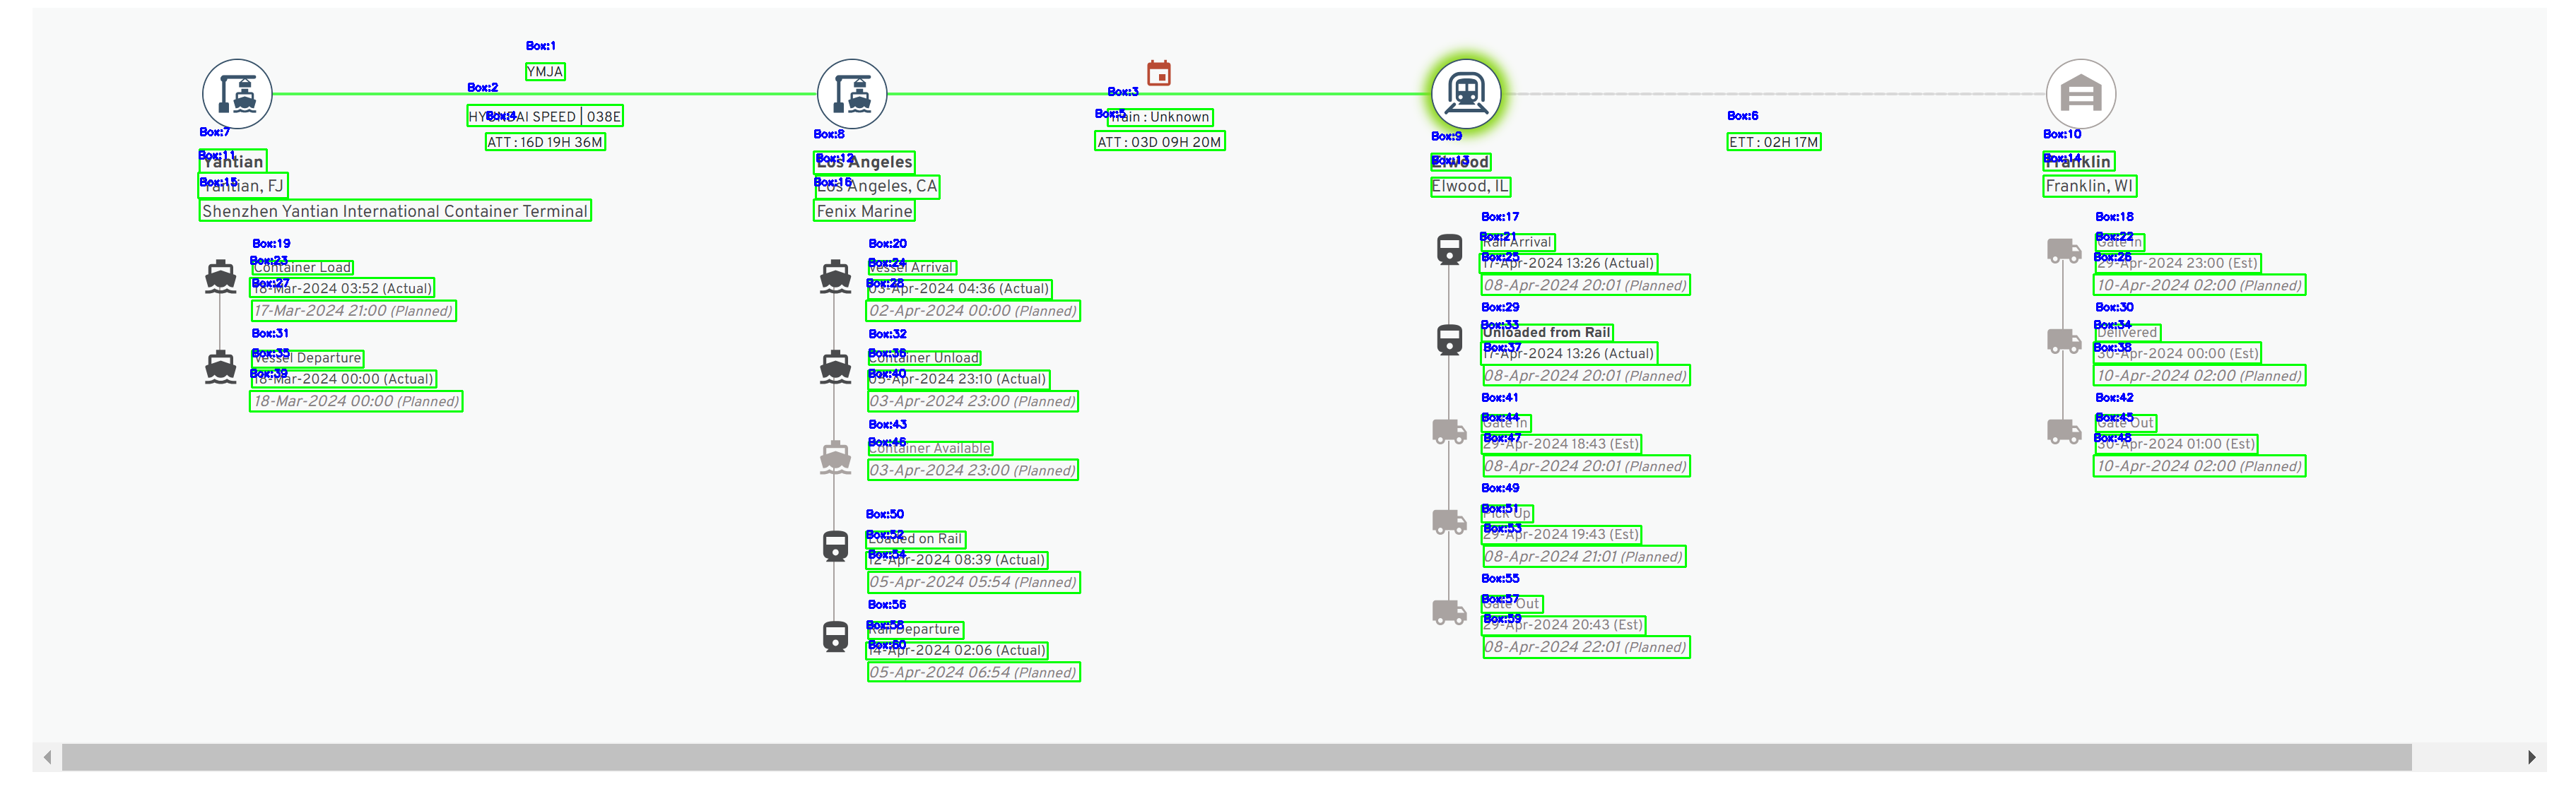 Box:1
YMJA
Box:2
HYUNDAI SPEED | 038E
Box:4
ATT : 16D 19H 36M
Box:3
Train : Unknown
Box:5
ATT : 03D 09H 20M
Box:6
ETT : 02H 17M
Box:7
Yantian
Box:11
Yantian, FJ
Box:15
Shenzhen Yantian International Container Terminal
Box:19
Container Load
Box:23
18-Mar-2024 03:52 (Actual)
Box:27
17-Mar-2024 21:00 (Planned)
Box:31
Vessel Departure
Box:35
18-Mar-2024 00:00 (Actual)
Box:39
18-Mar-2024 00:00 (Planned)
Box:8
Los Angeles
Box:12
Los Angeles, CA
Box:16
Fenix Marine
Box:20
Vessel Arrival
Box:24
03-Apr-2024 04:36 (Actual)
Box:28
02-Apr-2024 00:00 (Planned)
Box:32
Container Unload
Box:36
05-Apr-2024 23:10 (Actual)
Box:40
03-Apr-2024 23:00 (Planned)
Box:43
Container Available
Box:46
03-Apr-2024 23:00 (Planned)
Box:50
Loaded on Rail
Box:52
12-Apr-2024 08:39 (Actual)
Box:54
05-Apr-2024 05:54 (Planned)
Box:56
Rail Departure
Box:58
14-Apr-2024 02:06 (Actual)
Box:60
05-Apr-2024 06:54 (Planned)
Box:9
Elwood
Box:13
Elwood, IL
Box:17
Rail Arrival
Box:21
17-Apr-2024 13:26 (Actual)
Box:25
08-Apr-2024 20:01 (Planned)
Box:29
Unloaded from Rail
Box:33
17-Apr-2024 13:26 (Actual)
Box:37
08-Apr-2024 20:01 (Planned)
Box:41
Gate In
Box:44
29-Apr-2024 18:43 (Est)
Box:47
08-Apr-2024 20:01 (Planned)
Box:49
Pick Up
Box:51
29-Apr-2024 19:43 (Est)
Box:53
08-Apr-2024 21:01 (Planned)
Box:55
Gate Out
Box:57
29-Apr-2024 20:43 (Est)
Box:59
08-Apr-2024 22:01 (Planned)
Box:10
Franklin
Box:14
Franklin, WI
Box:18
Gate In
Box:22
29-Apr-2024 23:00 (Est)
Box:26
10-Apr-2024 02:00 (Planned)
Box:30
Delivered
Box:34
30-Apr-2024 00:00 (Est)
Box:38
10-Apr-2024 02:00 (Planned)
Box:42
Gate Out
Box:45
30-Apr-2024 01:00 (Est)
Box:48
10-Apr-2024 02:00 (Planned)